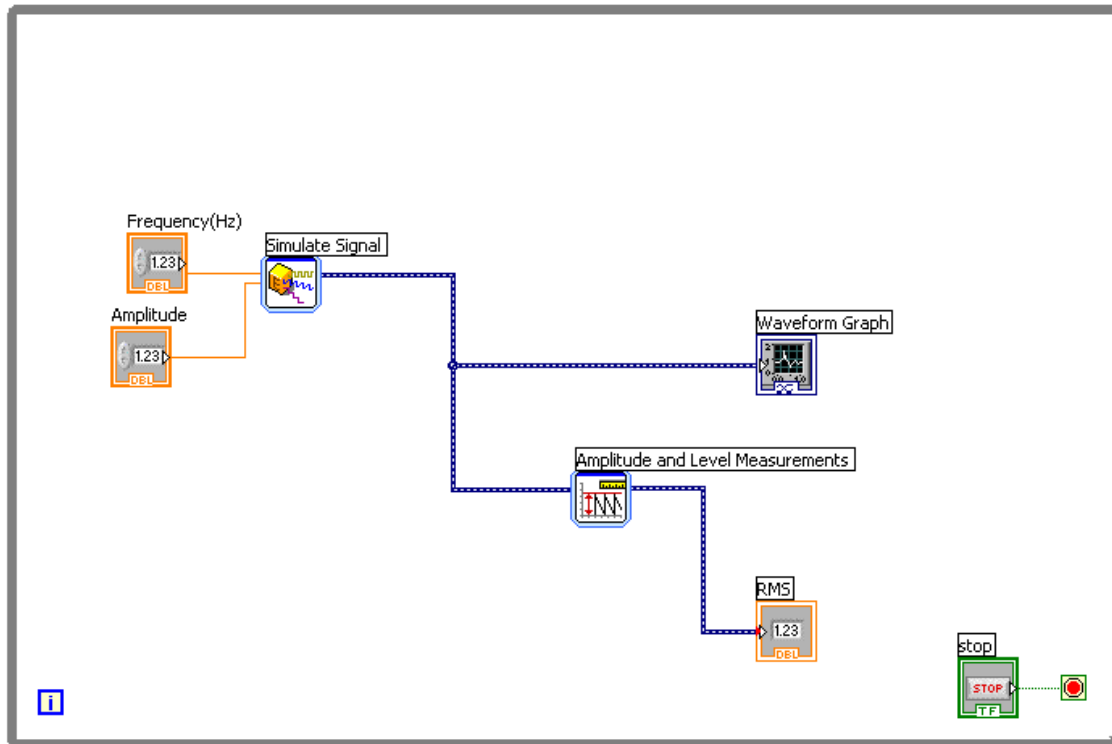 Frequency(Hz)
1.23
DBL
Simulate Signal
Amplitude
1.23
DBL
Waveform Graph
Amplitude and Level Measurements
RMS
1.23
DBL
stop
STOP
TF
i